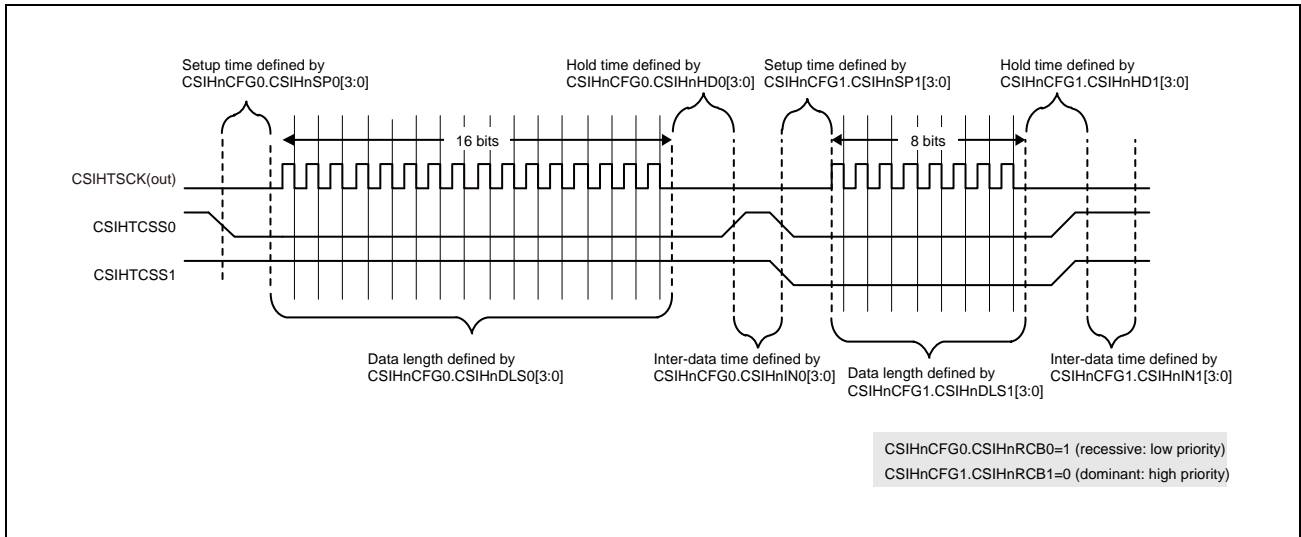 Setup time defined by
CSIHnCFG0.CSIHnSP0[3:0]
Hold time defined by
CSIHnCFG0.CSIHnHD0[3:0]
Setup time defined by
CSIHnCFG1.CSIHnSP1[3:0]
Hold time defined by
CSIHnCFG1.CSIHnHD1[3:0]
16 bits
8 bits
CSIHTSCK(out)
CSIHTCSS0
CSIHTCSS1
Data length defined by
CSIHnCFG0.CSIHnDLS0[3:0]
Inter-data time defined by
CSIHnCFG0.CSIHnIN0[3:0]
Data length defined by
CSIHnCFG1.CSIHnDLS1[3:0]
Inter-data time defined by
CSIHnCFG1.CSIHnIN1[3:0]
CSIHnCFG0.CSIHnRCB0=1 (recessive: low priority)
CSIHnCFG1.CSIHnRCB1=0 (dominant: high priority)